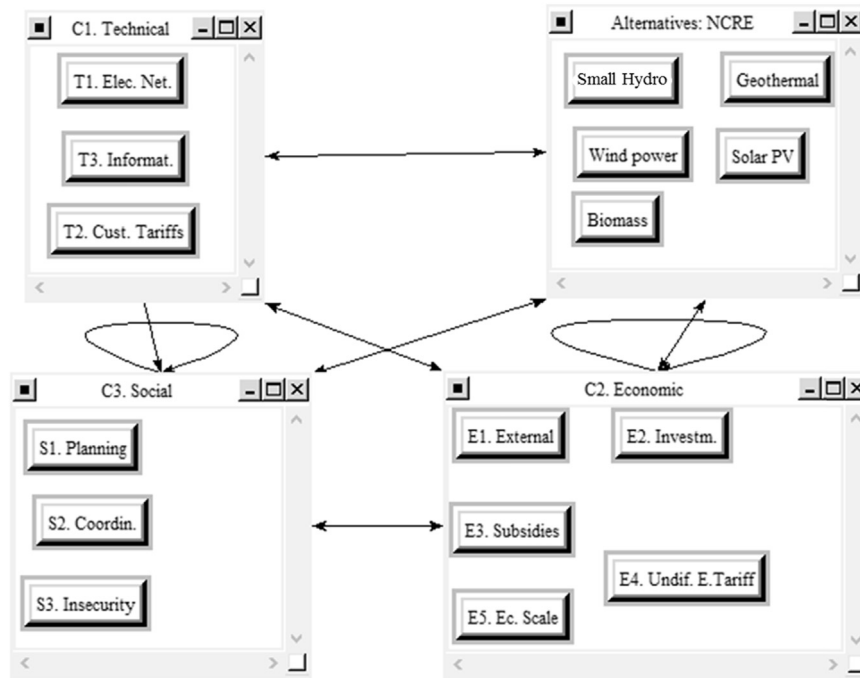 C1. Technical
T1. Elec. Net.
T3. Informat.
T2. Cust. Tariffs
Alternatives: NCRE
Small Hydro
Geothermal
Wind power
Solar PV
Biomass
C3. Social
S1. Planning
S2. Coordin.
S3. Insecurity
C2. Economic
E1. External
E2. Investm.
E3. Subsidies
E4. Undif. E.Tariff
E5. Ec. Scale